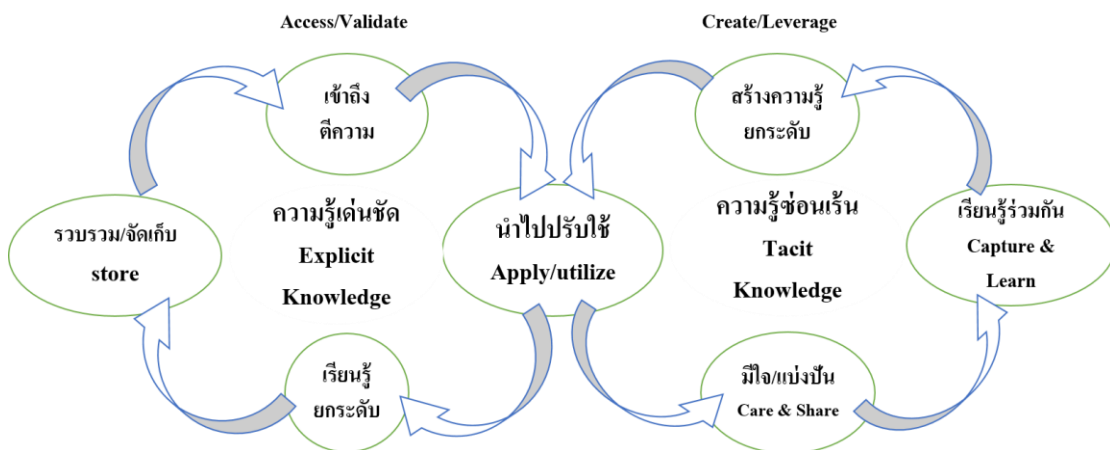 Access/Validate
Create/Leverage
เข้าถึง
ตีความ
สร้างความรู้
ยกระดับ
รวบรวม/จัดเก็บ
store
ความรู้เด่นชัด
Explicit
Knowledge
นำไปปรับใช้
Apply/utilize
ความรู้ซ่อนเร้น
Tacit
Knowledge
เรียนรู้ร่วมกัน
Capture &
Learn
เรียนรู้
ยกระดับ
มีใจ/แบ่งปัน
Care & Share